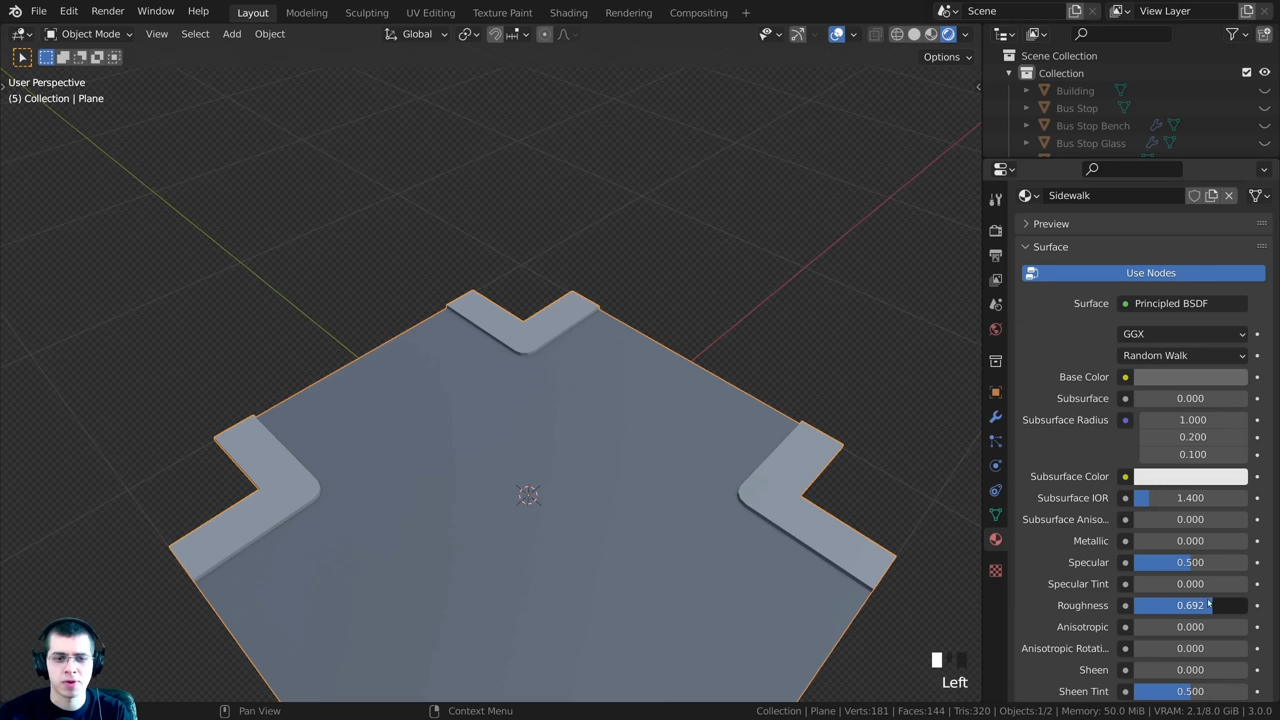 File Edit Render Window Help Layout Modeling Sculpting UV Editing Texture Paint Shading Animation Rendering Compositing + Scene View Layer
Object Mode View Select Add Object Global
Options
User Perspective
(5) Collection | Plane
Scene Collection
Collection
Building
Bus Stop
Bus Stop Bench
Bus Stop Glass
Sidewalk
Preview
Surface
Use Nodes
Surface Principled BSDF
GGX
Random Walk
Base Color
Subsurface 0.000
Subsurface Radius 1.000
0.200
0.100
Subsurface Color
Subsurface IOR 1.400
Subsurface Aniso... 0.000
Metallic 0.000
Specular 0.500
Specular Tint 0.000
Roughness 0.692
Anisotropic 0.000
Anisotropic Rotati... 0.000
Sheen 0.000
Sheen Tint 0.500
Left
Pan View Context Menu Collection | Plane | Verts:181 | Faces:144 | Tris:320 | Objects:1/2 | Memory: 50.0 MiB | VRAM: 2.1/8.0 GiB | 3.0.0